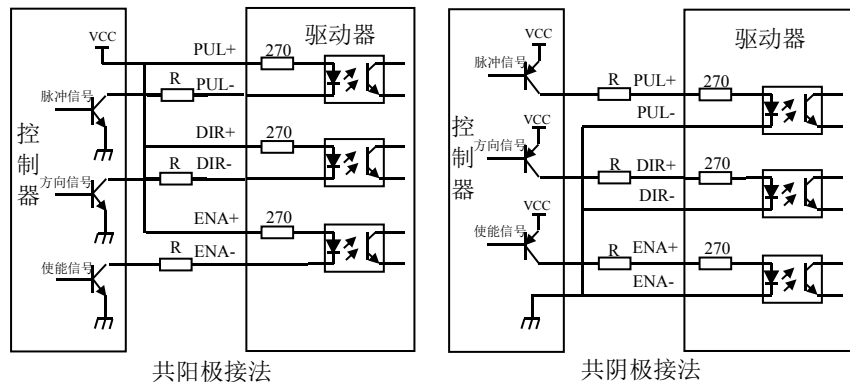 VCC
PUL+
270
驱动器
脉冲信号
R
PUL-
控制器
DIR+
270
方向信号
R
DIR-
ENA+
270
使能信号
R
ENA-
共阳极接法
VCC
驱动器
脉冲信号
R
PUL+
270
PUL-
控制器
VCC
方向信号
R
DIR+
270
DIR-
VCC
使能信号
R
ENA+
270
ENA-
共阴极接法